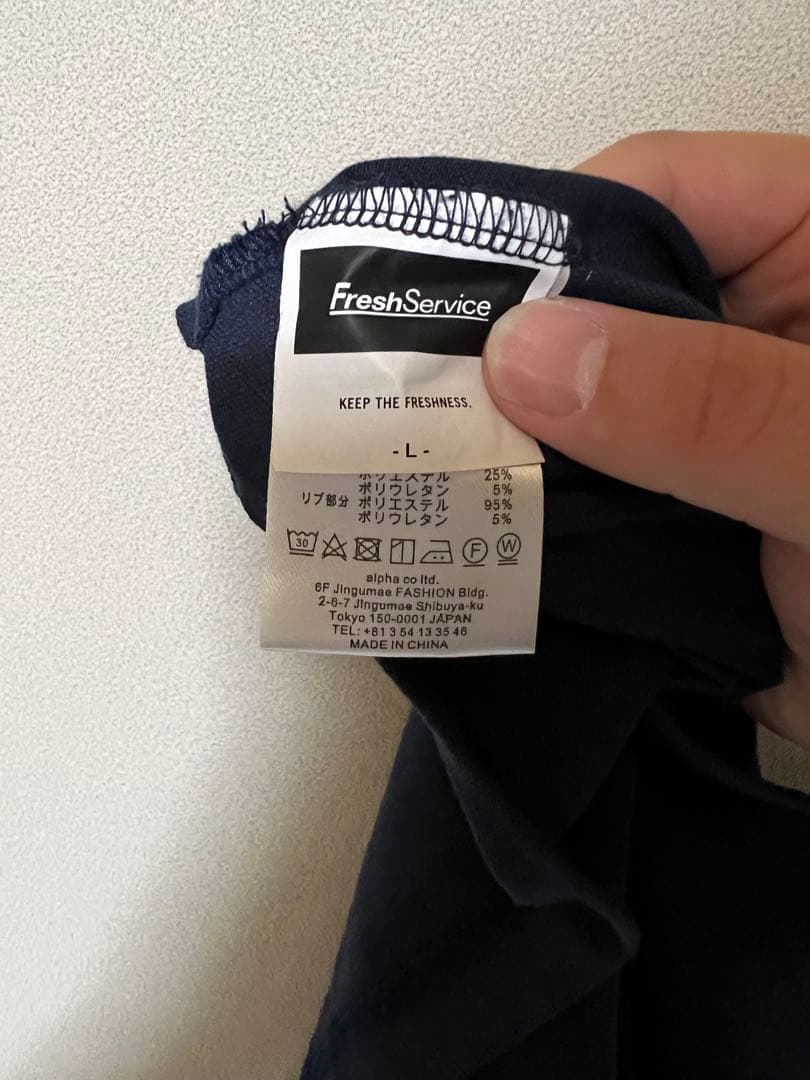 FreshService
KEEP THE FRESHNESS.
- L -
ポリエステル 25%
ポリウレタン 5%
リブ部分 ポリエステル 95%
ポリウレタン 5%
30 F W
alpha co ltd.
6F Jingumae FASHION Bldg.
2-6-7 Jingumae Shibuya-ku
Tokyo 150-0001 JAPAN
TEL: +81 3 54 13 35 46
MADE IN CHINA